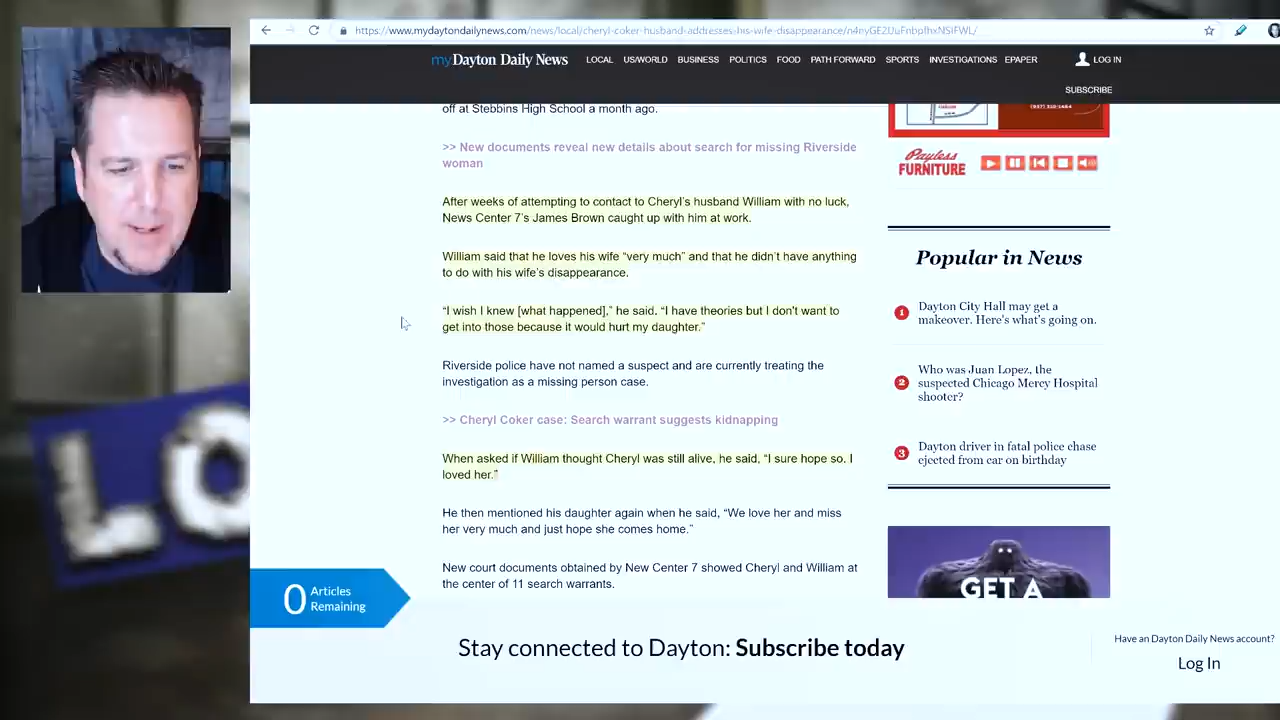 https://www.mydaytondailynews.com/news/local/cheryl-coker-husband-addresses-his-wife-disappearance/
myDayton Daily News
LOCAL US/WORLD BUSINESS POLITICS FOOD PATH FORWARD SPORTS INVESTIGATIONS EPAPER
LOG IN
SUBSCRIBE
off at Stebbins High School a month ago.
>> New documents reveal new details about search for missing Riverside
woman
After weeks of attempting to contact to Cheryl's husband William with no luck,
News Center 7's James Brown caught up with him at work.
William said that he loves his wife “very much” and that he didn't have anything
to do with his wife's disappearance.
“I wish I knew [what happened],” he said. “I have theories but I don't want to
get into those because it would hurt my daughter.”
Riverside police have not named a suspect and are currently treating the
investigation as a missing person case.
>> Cheryl Coker case: Search warrant suggests kidnapping
When asked if William thought Cheryl was still alive, he said, “I sure hope so. I
loved her.”
He then mentioned his daughter again when he said, “We love her and miss
her very much and just hope she comes home.”
New court documents obtained by New Center 7 showed Cheryl and William at
the center of 11 search warrants.
Payless
FURNITURE
Popular in News
1 Dayton City Hall may get a
makeover. Here's what's going on.
2 Who was Juan Lopez, the
suspected Chicago Mercy Hospital
shooter?
3 Dayton driver in fatal police chase
ejected from car on birthday
GET A
0 Articles
Remaining
Stay connected to Dayton: Subscribe today
Have an Dayton Daily News account?
Log In
LO